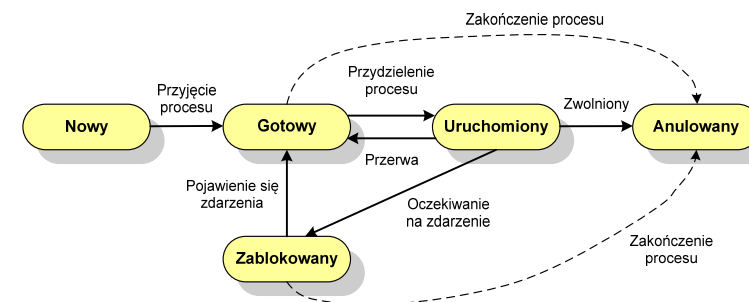 Zakończenie procesu
Przyjęcie
procesu
Przydzielenie
procesu
Zwolniony
Nowy
Gotowy
Uruchomiony
Anulowany
Przerwa
Pojawienie się
zdarzenia
Oczekiwanie
na zdarzenie
Zablokowany
Zakończenie
procesu